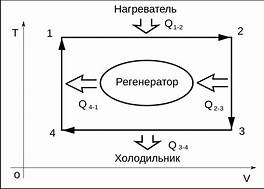 Нагреватель
Q1-2
T
1
2
Регенератор
Q4-1
Q2-3
4
3
Q3-4
Холодильник
o
V